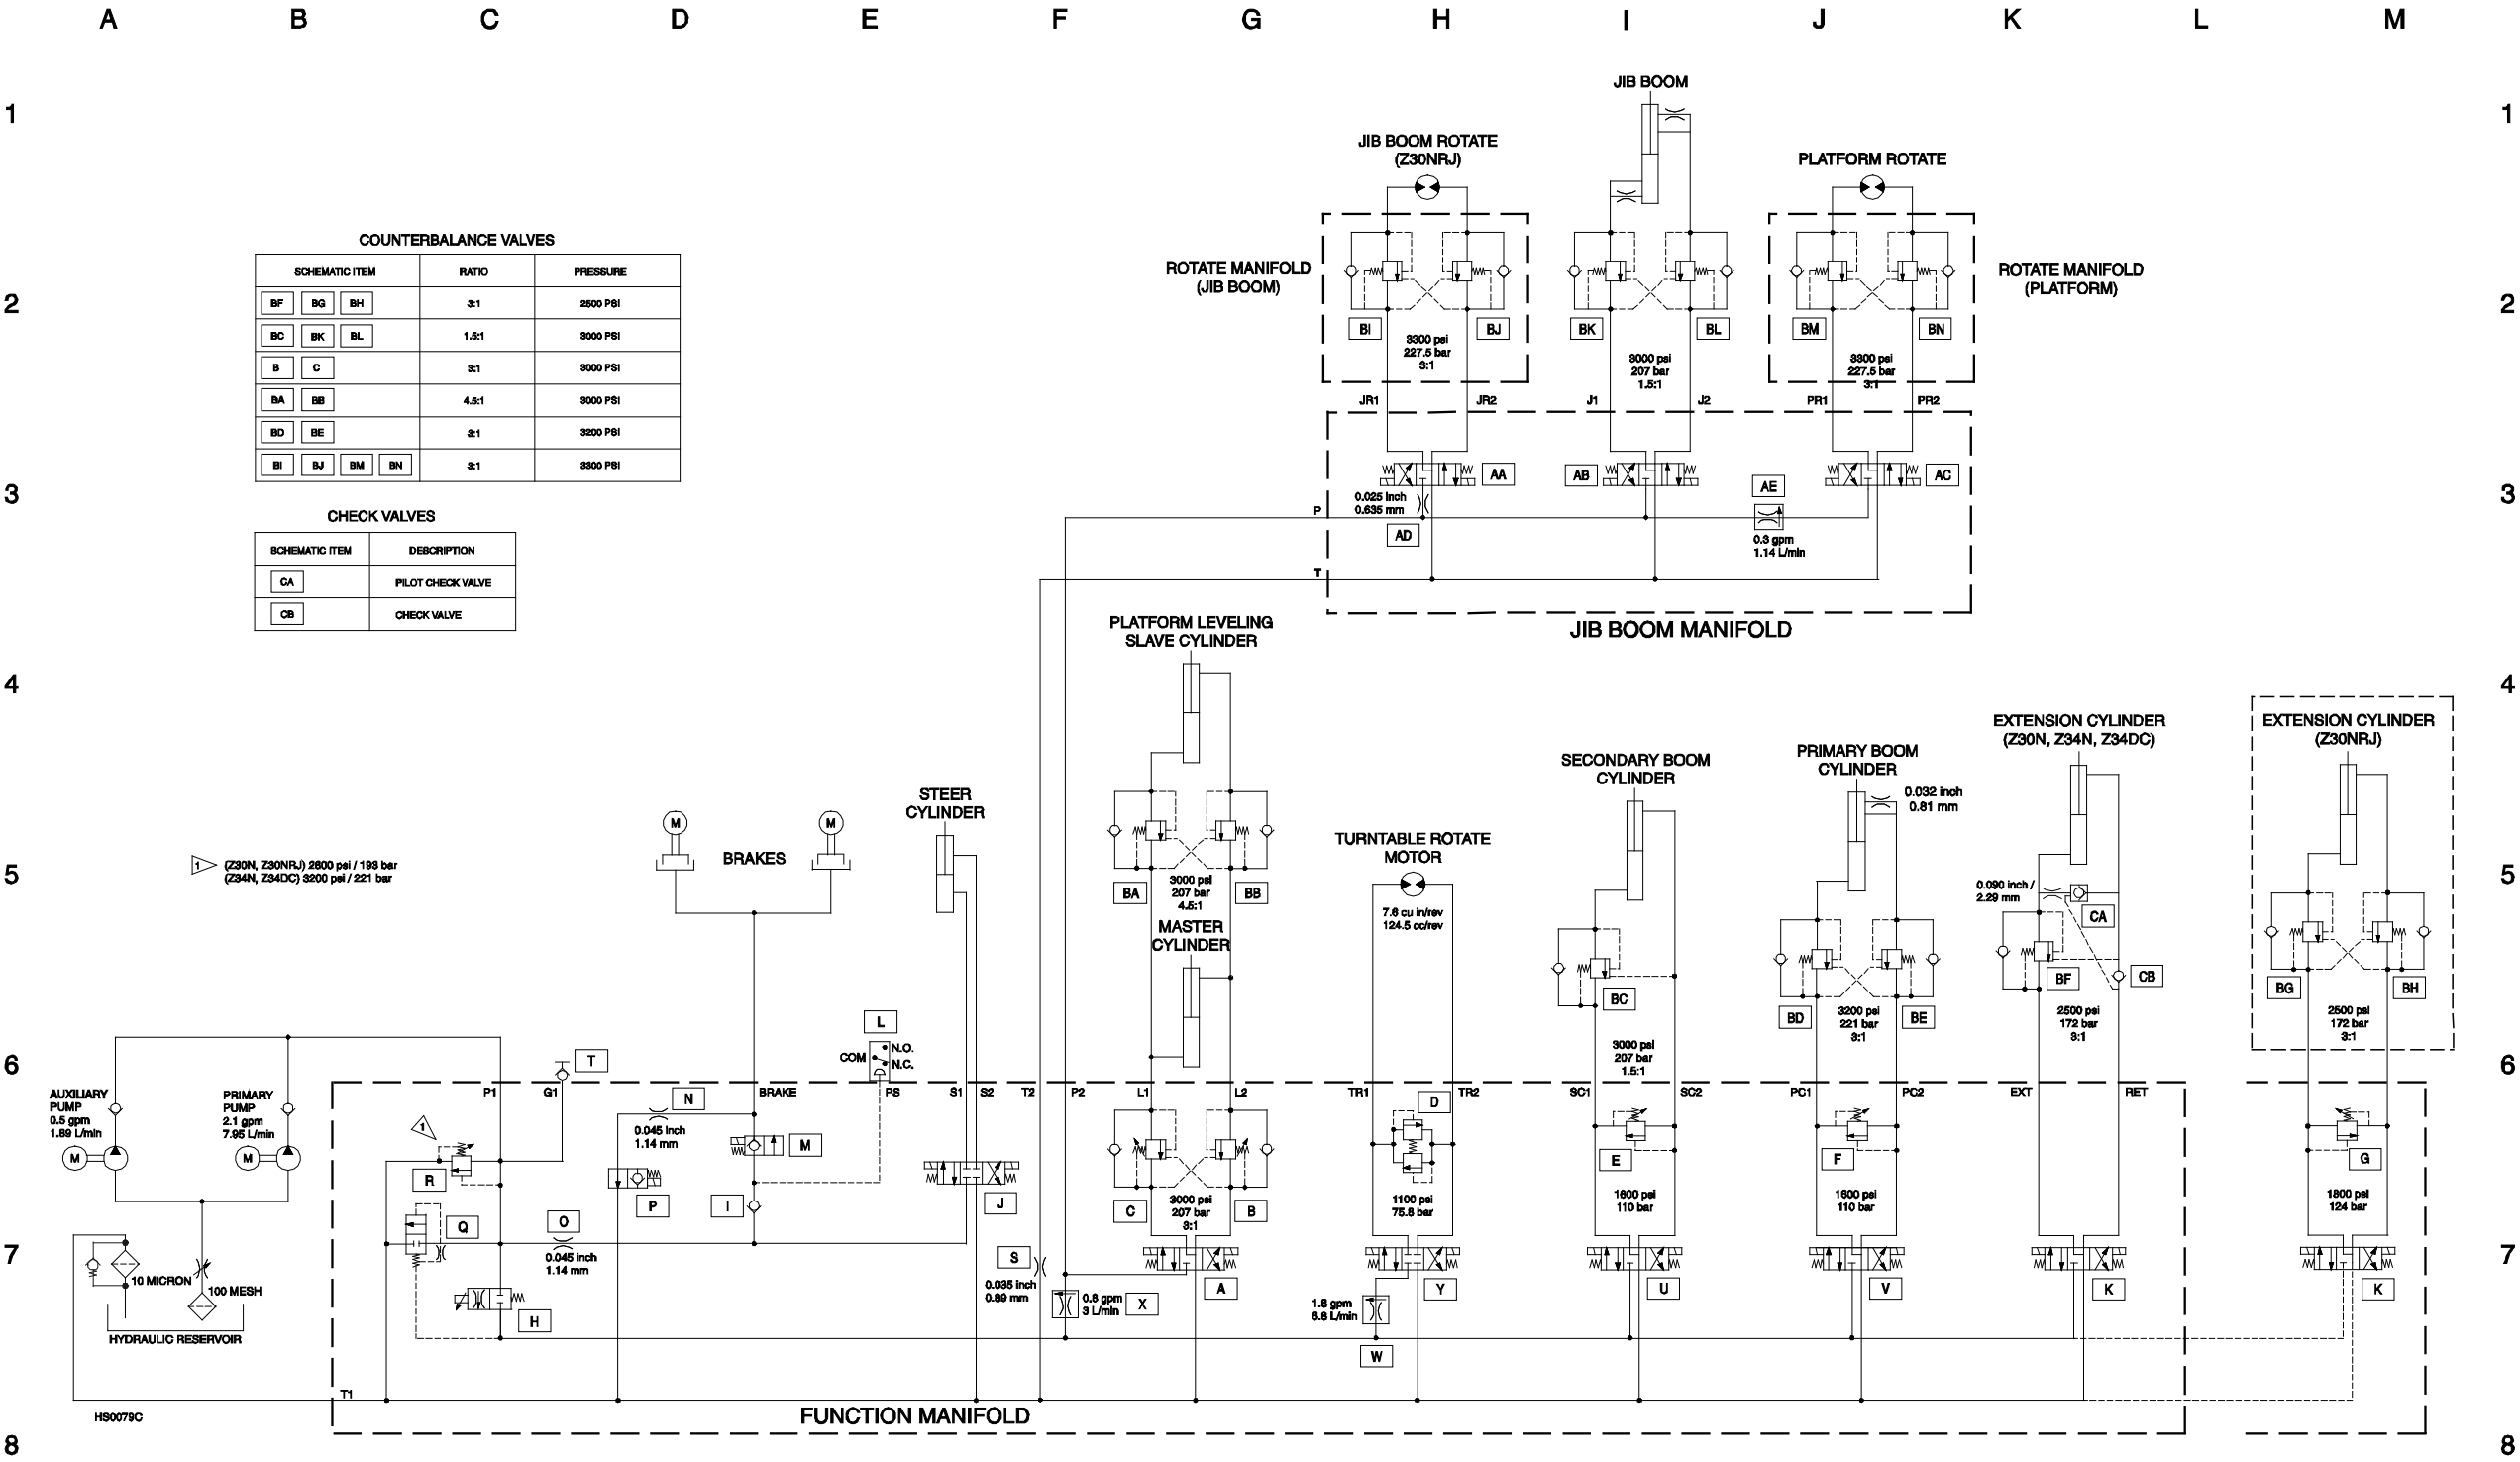 A B C D E F G H I J K L M
1 1
2 2
3 3
4 4
5 5
6 6
7 7
8 8
COUNTERBALANCE VALVES
SCHEMATIC ITEM RATIO PRESSURE
BF BG BH 3:1 2500 PSI
BC BK BL 1.5:1 3000 PSI
B C 3:1 3000 PSI
BA BB 4.5:1 3000 PSI
BD BE 3:1 3200 PSI
BI BJ BM BN 3:1 3300 PSI
CHECK VALVES
SCHEMATIC ITEM DESCRIPTION
CA PILOT CHECK VALVE
CB CHECK VALVE
JIB BOOM
JIB BOOM ROTATE
(Z30NRJ)
PLATFORM ROTATE
ROTATE MANIFOLD
(JIB BOOM)
ROTATE MANIFOLD
(PLATFORM)
BI BJ
3300 psi
227.5 bar
3:1
BK BL
3000 psi
207 bar
1.5:1
BM BN
3300 psi
227.5 bar
3:1
JR1 JR2 J1 J2 PR1 PR2
AA AB AC
AE
0.025 inch
0.635 mm
AD
0.3 gpm
1.14 L/min
P
T
JIB BOOM MANIFOLD
PLATFORM LEVELING
SLAVE CYLINDER
BA BB
3000 psi
207 bar
4.5:1
MASTER
CYLINDER
STEER
CYLINDER
M M
BRAKES
1 (Z30N, Z30NRJ) 2800 psi / 193 bar
(Z34N, Z34DC) 3200 psi / 221 bar
TURNTABLE ROTATE
MOTOR
7.6 cu in/rev
124.5 cc/rev
SECONDARY BOOM
CYLINDER
BC
3000 psi
207 bar
1.5:1
PRIMARY BOOM
CYLINDER
0.032 inch
0.81 mm
BD BE
3200 psi
221 bar
3:1
EXTENSION CYLINDER
(Z30N, Z34N, Z34DC)
0.090 inch /
2.29 mm
CA
BF
CB
2500 psi
172 bar
3:1
EXTENSION CYLINDER
(Z30NRJ)
BG BH
2500 psi
172 bar
3:1
L
COM N.O.
N.C.
T
AUXILIARY
PUMP
0.5 gpm
1.89 L/min
M
PRIMARY
PUMP
2.1 gpm
7.95 L/min
M
P1 G1 BRAKE PS S1 S2 T2 P2 L1 L2 TR1 TR2 SC1 SC2 PC1 PC2 EXT RET
1
R
N
0.045 inch
1.14 mm
M
P
I
J
Q
O
0.045 inch
1.14 mm
H
S
0.035 inch
0.89 mm
0.8 gpm
3 L/min
X
C B
3000 psi
207 bar
3:1
A
D
1100 psi
75.8 bar
Y
1.8 gpm
6.8 L/min
W
E
1600 psi
110 bar
U
F
1600 psi
110 bar
V
K
G
1800 psi
124 bar
K
10 MICRON
100 MESH
HYDRAULIC RESERVOIR
T1
HS0079C
FUNCTION MANIFOLD